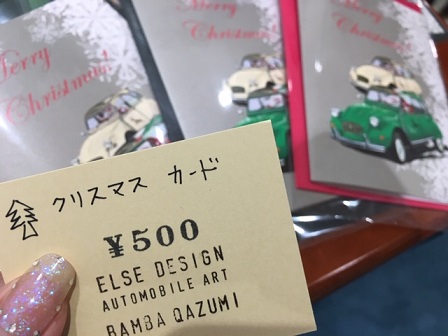 Merry
Christmas!
Merry
Christmas!
Merry
Christmas!
クリスマス カード
¥500
ELSE DESIGN
AUTOMOBILE ART
BAMBA QAZUMI